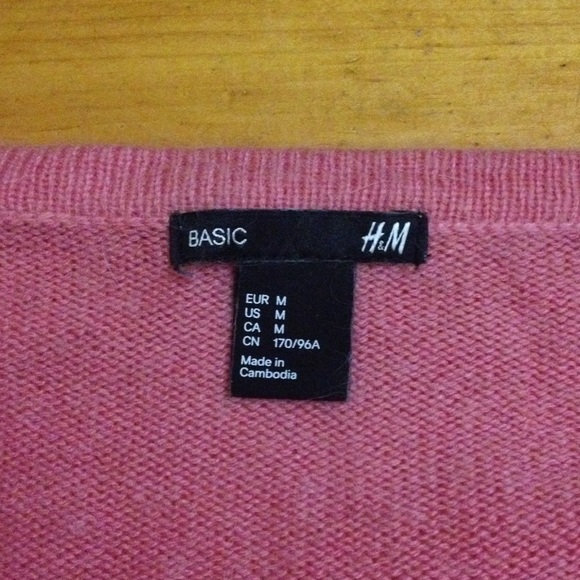 BASIC H&M
EUR M
US M
CA M
CN 170/96A
Made in
Cambodia